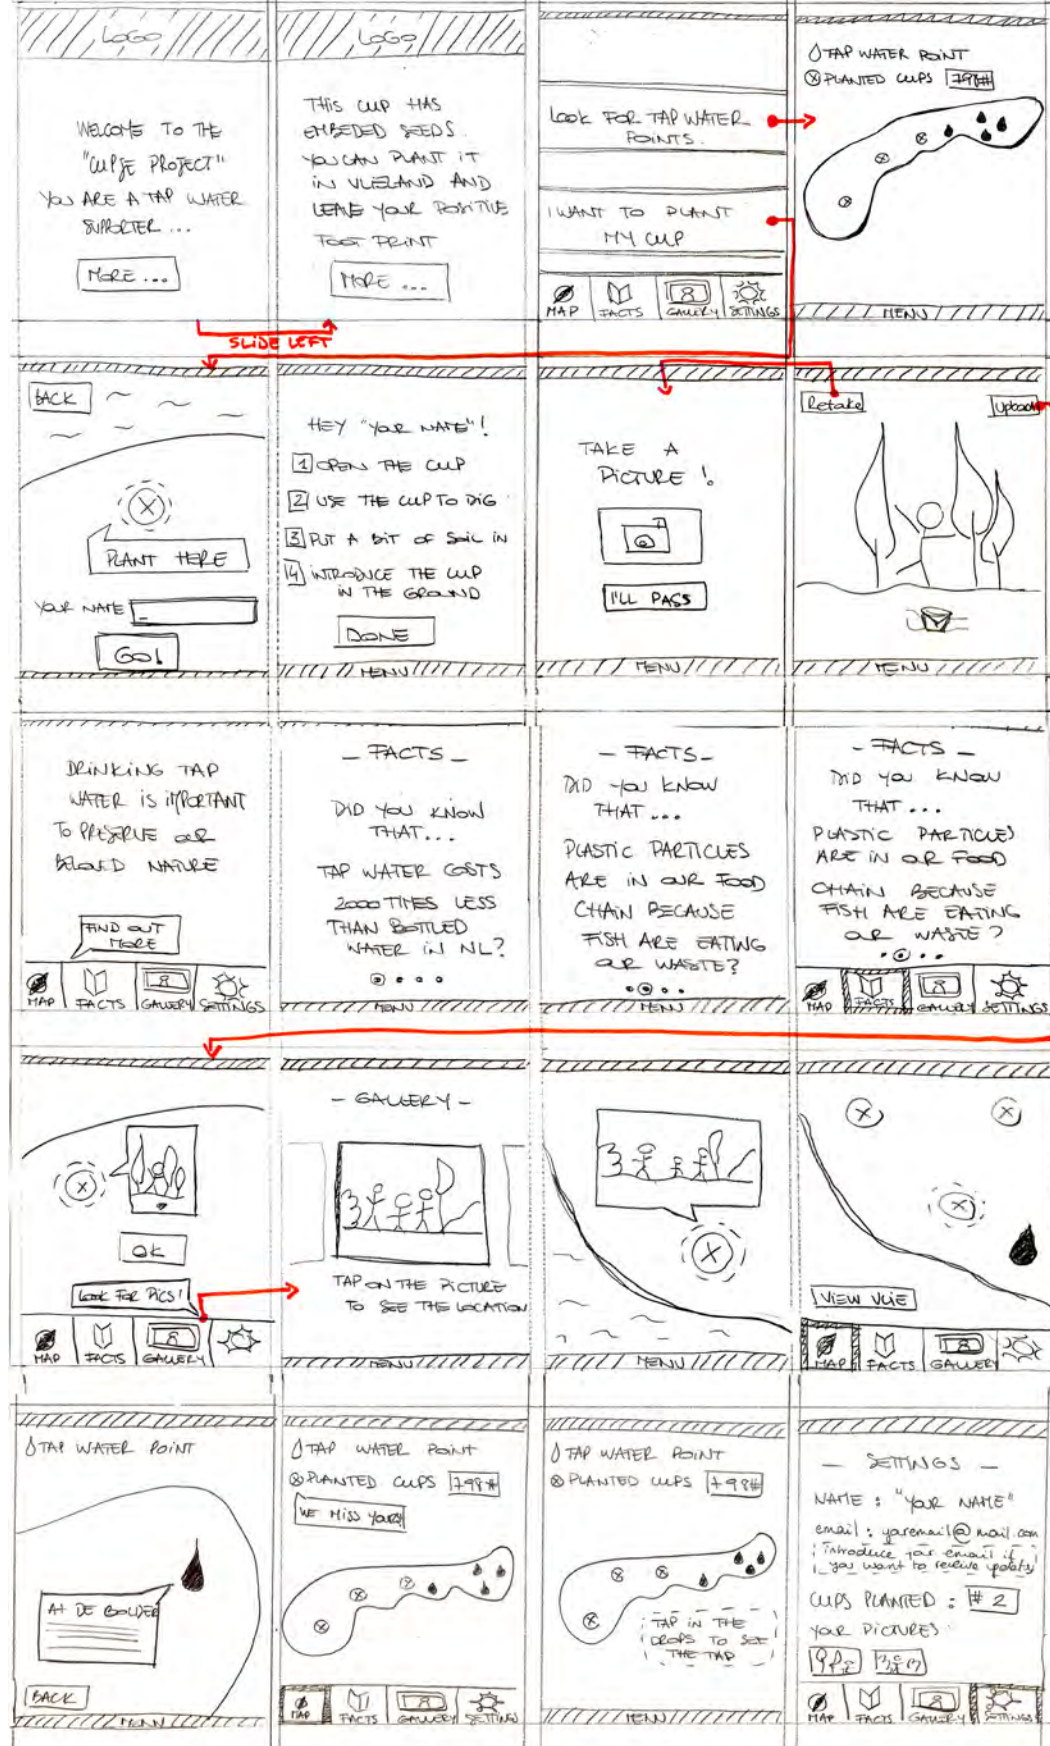 LOGO
WELCOME TO THE
"CUPSE PROJECT"
YOU ARE A TAP WATER
SUPPORTER ...
MORE ...
LOGO
THIS CUP HAS
EMBEDED SEEDS.
YOU CAN PLANT IT
IN VLIELAND AND
LEAVE YOUR POSITIVE
FOOT PRINT
MORE ...
SLIDE LEFT
LOOK FOR TAP WATER
POINTS.
I WANT TO PLANT
MY CUP
MAP
FACTS
GALLERY
SETTINGS
TAP WATER POINT
PLANTED CUPS 798#
MENU
BACK
PLANT HERE
YOUR NAME
GO!
HEY "YOUR NAME"!
1 OPEN THE CUP
2 USE THE CUP TO DIG
3 PUT A BIT OF SOIL IN
4 INTRODUCE THE CUP
IN THE GROUND
DONE
MENU
TAKE A
PICTURE!
I'LL PASS
MENU
Retake
Upload
MENU
DRINKING TAP
WATER IS IMPORTANT
TO PRESERVE OUR
BELOVED NATURE
FIND OUT
MORE
MAP
FACTS
GALLERY
SETTINGS
- FACTS -
DID YOU KNOW
THAT...
TAP WATER COSTS
2000 TIMES LESS
THAN BOTTLED
WATER IN NL?
MENU
- FACTS -
DID YOU KNOW
THAT ...
PLASTIC PARTICLES
ARE IN OUR FOOD
CHAIN BECAUSE
FISH ARE EATING
OUR WASTE?
MENU
- FACTS -
DID YOU KNOW
THAT ...
PLASTIC PARTICLES
ARE IN OUR FOOD
CHAIN BECAUSE
FISH ARE EATING
OUR WASTE?
MAP
FACTS
GALLERY
SETTINGS
OK
LOOK FOR PICS!
MAP
FACTS
GALLERY
- GALLERY -
TAP ON THE PICTURE
TO SEE THE LOCATION
MENU
MENU
VIEW VLIE
MAP
FACTS
GALLERY
TAP WATER POINT
At DE BOLDER
BACK
MENU
TAP WATER POINT
PLANTED CUPS 798#
WE MISS YOURS!
MAP
FACTS
GALLERY
SETTINGS
TAP WATER POINT
PLANTED CUPS 798#
TAP IN THE
DROPS TO SEE
THE TAP
MENU
- SETTINGS -
NAME : "YOUR NAME"
email : youremail@mail.com
introduce your email if
you want to receive updates
CUPS PLANTED : # 2
YOUR PICTURES
MAP
FACTS
GALLERY
SETTINGS